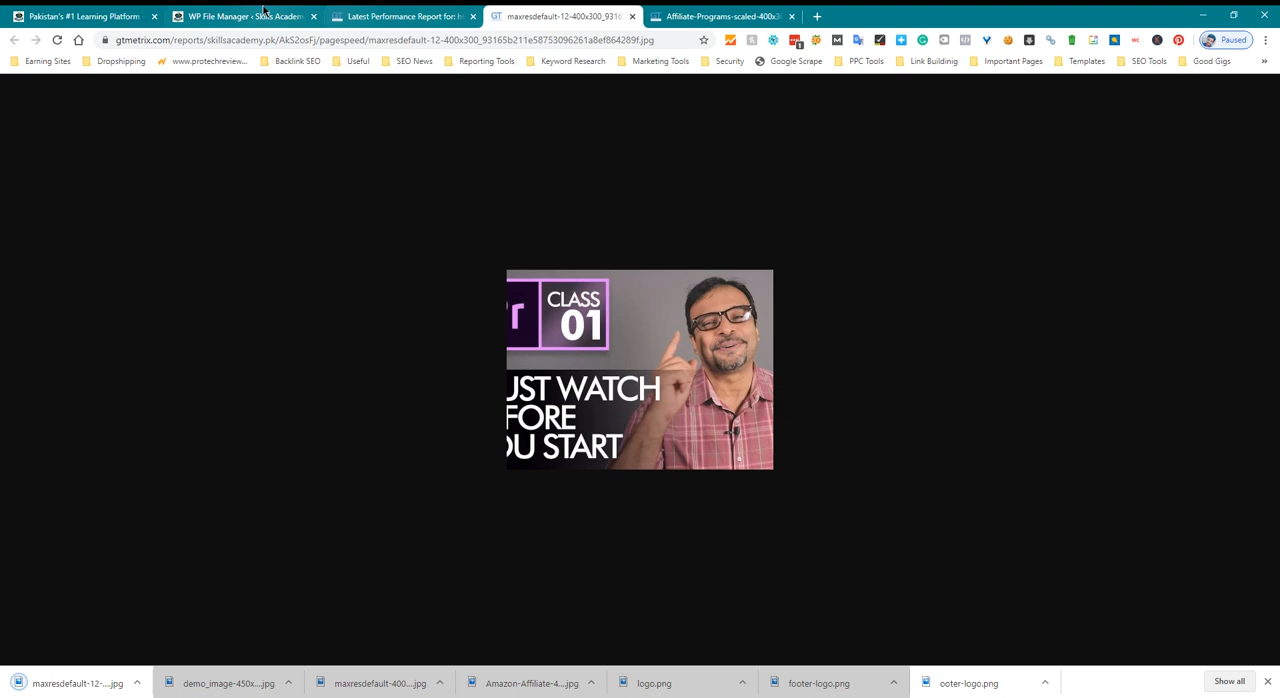 Pakistan's #1 Learning Platform
WP File Manager ‹ Skills Academ
Latest Performance Report for: h
GT maxresdefault-12-400x300_9316
Affiliate-Programs-scaled-400x3
gtmetrix.com/reports/skillsacademy.pk/AkS2osFj/pagespeed/maxresdefault-12-400x300_93165b211e58753096261a8ef864289f.jpg
Paused
Earning Sites
Dropshipping
www.protechreview...
Backlink SEO
Useful
SEO News
Reporting Tools
Keyword Research
Marketing Tools
Security
Google Scrape
PPC Tools
Link Buildinig
Important Pages
Templates
SEO Tools
Good Gigs
r
CLASS
01
UST WATCH
FORE
OU START
maxresdefault-12-....jpg
demo_image-450x....jpg
maxresdefault-400....jpg
Amazon-Affiliate-4....jpg
logo.png
footer-logo.png
ooter-logo.png
Show all